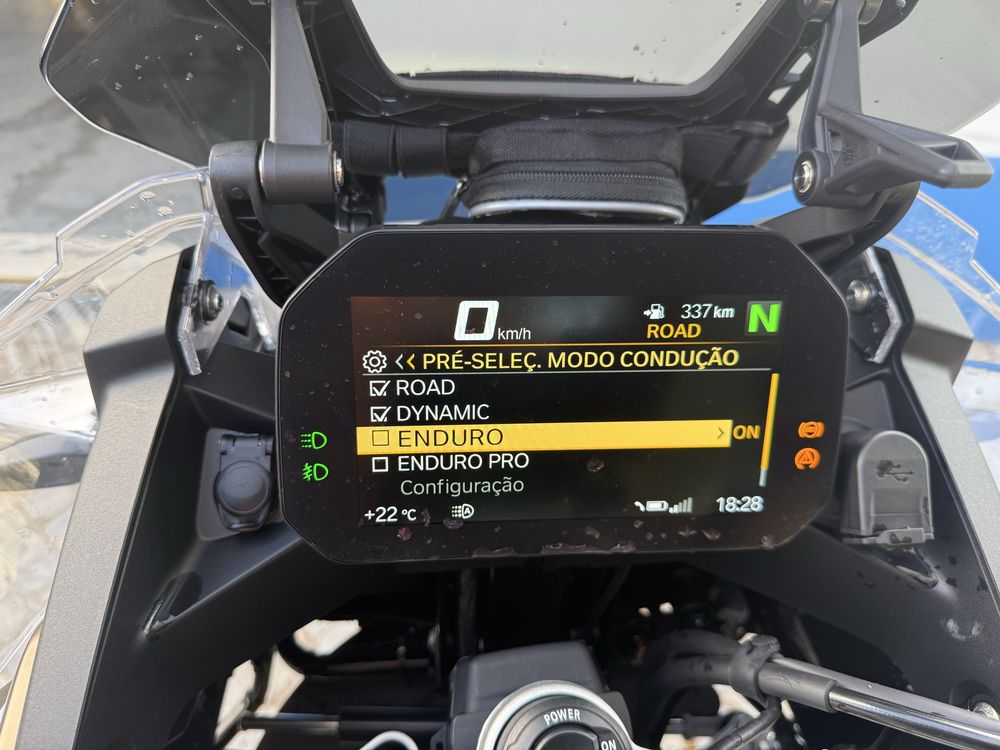 0 km/h
337 km
ROAD
N
<< PRÉ-SELEÇ. MODO CONDUÇÃO
ROAD
DYNAMIC
ENDURO > ON
ENDURO PRO
Configuração
+22 °C
A
18:28
POWER
ON